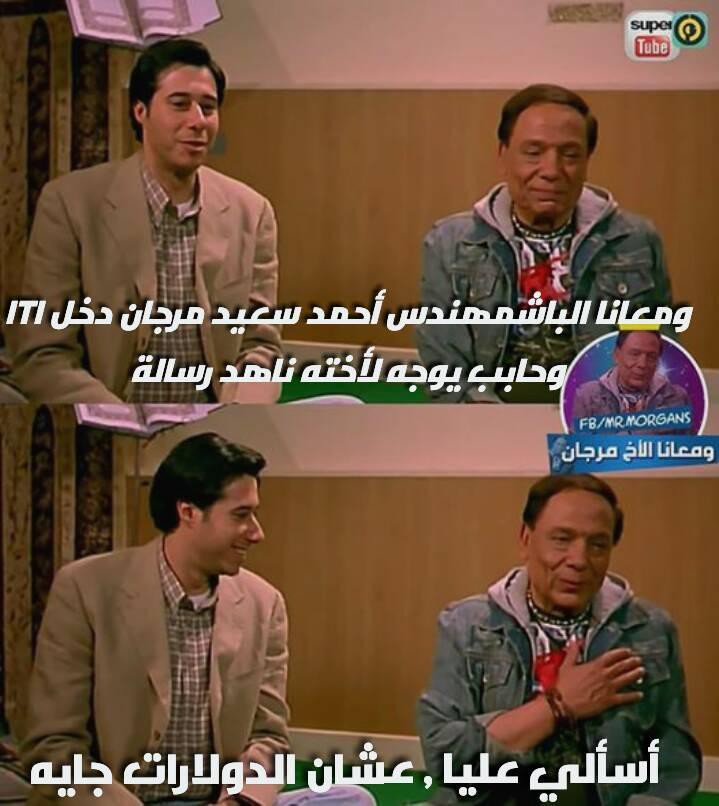 super
Tube
ومعانا الباشمهندس أحمد سعيد مرجان دخل ITI
وحابب يوجه لأخته ناهد رسالة
FB/MR.MORGANS
ومعانا الأخ مرجان
أسألي عليا , عشان الدولارات جايه